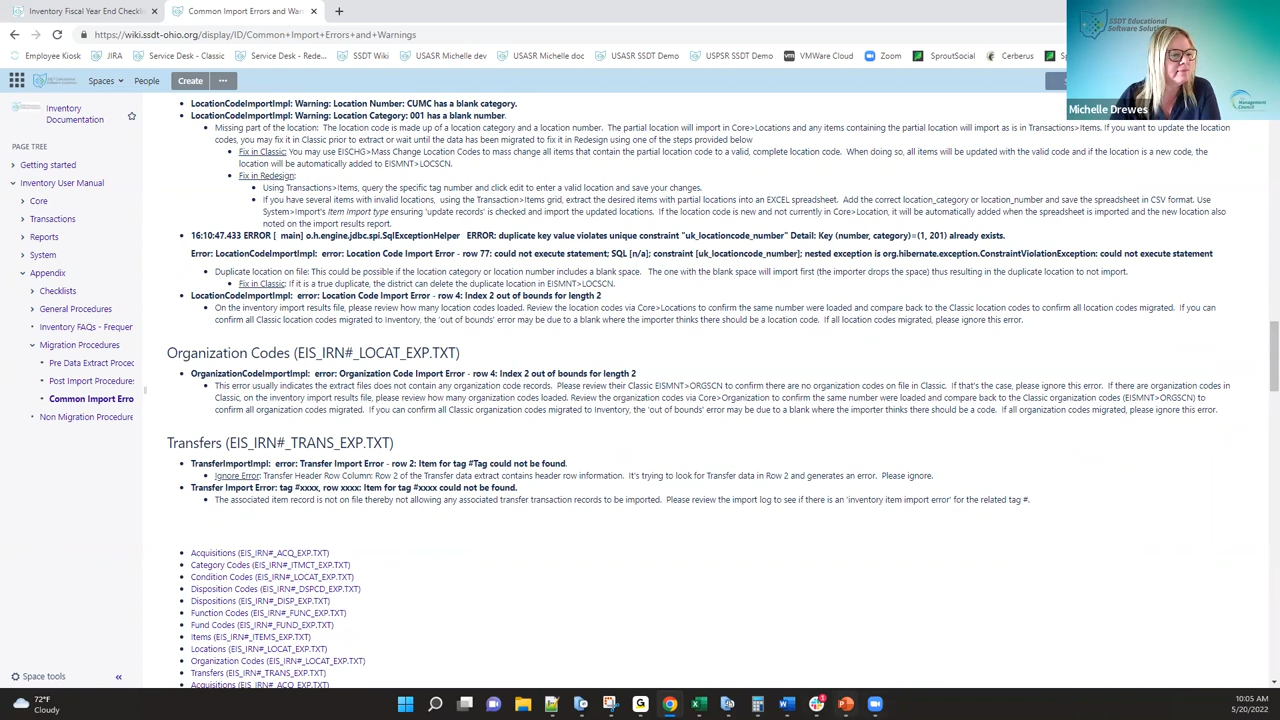 Inventory Fiscal Year End Checkli
Common Import Errors and Warning
https://wiki.ssdt-ohio.org/display/ID/Common+Import+Errors+and+Warnings
Employee Kiosk
JIRA
Service Desk - Classic
Service Desk - Rede...
SSDT Wiki
USASR Michelle dev
USASR Michelle doc
USASR SSDT Demo
USPSR SSDT Demo
VMWare Cloud
Zoom
SproutSocial
Cerberus
SSDT Educational
Software Solutio
Michelle Drewes
Management Council
Spaces
People
Create
Inventory
Documentation
PAGE TREE
Getting started
Inventory User Manual
Core
Transactions
Reports
System
Appendix
Checklists
General Procedures
Inventory FAQs - Frequer
Migration Procedures
Pre Data Extract Proced
Post Import Procedure:
Common Import Erro
Non Migration Procedure
Space tools
LocationCodeImportImpl: Warning: Location Number: CUMC has a blank category.
LocationCodeImportImpl: Warning: Location Category: 001 has a blank number.
Missing part of the location: The location code is made up of a location category and a location number. The partial location will import in Core>Locations and any items containing the partial location will import as is in Transactions>Items. If you want to update the location
codes, you may fix it in Classic prior to extract or wait until the data has been migrated to fix it in Redesign using one of the steps provided below
Fix in Classic: You may use EISCHG>Mass Change Location Codes to mass change all items that contain the partial location code to a valid, complete location code. When doing so, all items will be updated with the valid code and if the location is a new code, the
location will be automatically added to EISMNT>LOCSCN.
Fix in Redesign:
Using Transactions>Items, query the specific tag number and click edit to enter a valid location and save your changes.
If you have several items with invalid locations, using the Transaction>Items grid, extract the desired items with partial locations into an EXCEL spreadsheet. Add the correct location_category or location_number and save the spreadsheet in CSV format. Use
System>Import's Item Import type ensuring 'update records' is checked and import the updated locations. If the location code is new and not currently in Core>Location, it will be automatically added when the spreadsheet is imported and the new location also
noted on the import results report.
16:10:47.433 ERROR [ main] o.h.engine.jdbc.spi.SqlExceptionHelper ERROR: duplicate key value violates unique constraint "uk_locationcode_number" Detail: Key (number, category)=(1, 201) already exists.
Error: LocationCodeImportImpl: error: Location Code Import Error - row 77: could not execute statement; SQL [n/a]; constraint [uk_locationcode_number]; nested exception is org.hibernate.exception.ConstraintViolationException: could not execute statement
Duplicate location on file: This could be possible if the location category or location number includes a blank space. The one with the blank space will import first (the importer drops the space) thus resulting in the duplicate location to not import.
Fix in Classic: If it is a true duplicate, the district can delete the duplicate location in EISMNT>LOCSCN.
LocationCodeImportImpl: error: Location Code Import Error - row 4: Index 2 out of bounds for length 2
On the inventory import results file, please review how many location codes loaded. Review the location codes via Core>Locations to confirm the same number were loaded and compare back to the Classic location codes to confirm all location migrated. If you can
confirm all Classic location codes migrated to Inventory, the 'out of bounds' error may be due to a blank where the importer thinks there should be a location code. If all location codes migrated, please ignore this error.
Organization Codes (EIS_IRN#_LOCAT_EXP.TXT)
OrganizationCodeImportImpl: error: Organization Code Import Error - row 4: Index 2 out of bounds for length 2
This error usually indicates the extract files does not contain any organization code records. Please review their Classic EISMNT>ORGSCN to confirm there are no organization codes on file in Classic. If that's the case, please ignore this error. If there are organization codes in
Classic, on the inventory import results file, please review how many organization codes loaded. Review the organization codes via Core>Organization to confirm the same number were loaded and compare back to the Classic organization codes (EISMNT>ORGSCN) to
confirm all organization codes migrated. If you can confirm all Classic organization codes migrated to Inventory, the 'out of bounds' error may be due to a blank where the importer thinks there should be a code. If all organization codes migrated, please ignore this error.
Transfers (EIS_IRN#_TRANS_EXP.TXT)
TransferImportImpl: error: Transfer Import Error - row 2: Item for tag #Tag could not be found.
Ignore Error: Transfer Header Row Column: Row 2 of the Transfer data extract contains header row information. It's trying to look for Transfer data in Row 2 and generates an error. Please ignore.
Transfer Import Error: tag #xxxx, row xxxx: Item for tag #xxxx could not be found.
The associated item record is not on file thereby not allowing any associated transfer transaction records to be imported. Please review the import log to see if there is an 'inventory item import error' for the related tag #.
Acquisitions (EIS_IRN#_ACQ_EXP.TXT)
Category Codes (EIS_IRN#_ITMCT_EXP.TXT)
Condition Codes (EIS_IRN#_LOCAT_EXP.TXT)
Disposition Codes (EIS_IRN#_DSPCD_EXP.TXT)
Dispositions (EIS_IRN#_DISP_EXP.TXT)
Function Codes (EIS_IRN#_FUNC_EXP.TXT)
Fund Codes (EIS_IRN#_FUND_EXP.TXT)
Items (EIS_IRN#_ITEMS_EXP.TXT)
Locations (EIS_IRN#_LOCAT_EXP.TXT)
Organization Codes (EIS_IRN#_LOCAT_EXP.TXT)
Transfers (EIS_IRN#_TRANS_EXP.TXT)
Acquisitions (EIS_IRN#_ACQ_EXP.TXT)
72°F
Cloudy
10:05 AM
5/20/2022